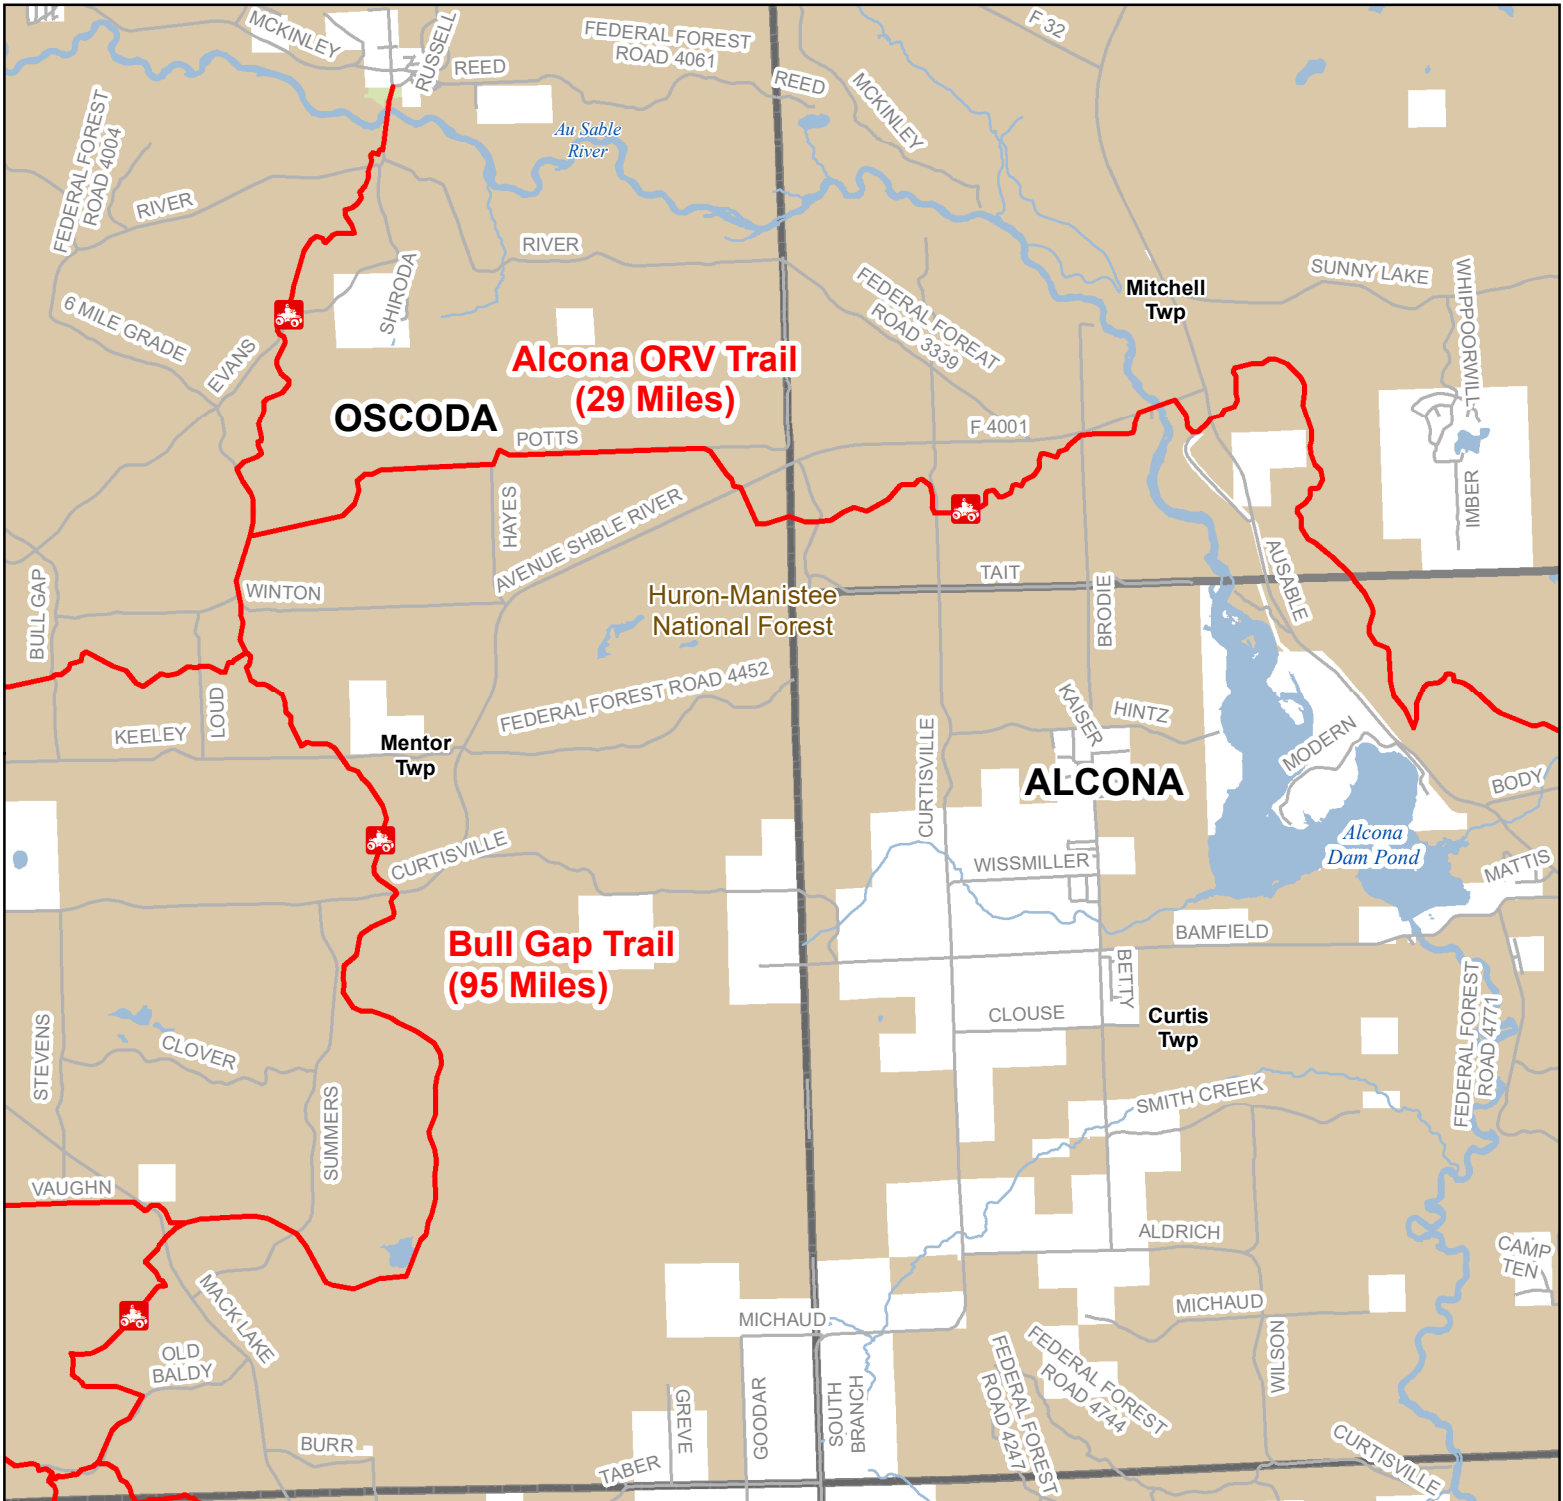 MCKINLEY
RUSSELL
REED
FEDERAL FOREST
ROAD 4061
REED
MCKINLEY
F 32
FEDERAL FOREST
ROAD 4004
Au Sable
River
RIVER
RIVER
SHIRODA
6 MILE GRADE
EVANS
FEDERAL FOREAT
ROAD 3339
Mitchell
Twp
SUNNY LAKE
WHIPPOORWILL
Alcona ORV Trail
(29 Miles)
OSCODA
POTTS
F 4001
HAYES
AVENUE SHBLE RIVER
IMBER
AUSABLE
TAIT
BRODIE
BULL GAP
WINTON
Huron-Manistee
National Forest
LOUD
KEELEY
FEDERAL FOREST ROAD 4452
Mentor
Twp
KAISER
HINTZ
MODERN
CURTISVILLE
ALCONA
BODY
Alcona
Dam Pond
CURTISVILLE
WISSMILLER
MATTIS
Bull Gap Trail
(95 Miles)
BAMFIELD
BETTY
FEDERAL FOREST
ROAD 4771
CLOUSE
Curtis
Twp
STEVENS
CLOVER
SUMMERS
SMITH CREEK
VAUGHN
ALDRICH
CAMP
TEN
MACK LAKE
MICHAUD
MICHAUD
OLD
BALDY
WILSON
FEDERAL FOREST
ROAD 4744
FEDERAL FOREST
ROAD 4247
GREVE
GOODAR
SOUTH
BRANCH
BURR
TABER
CURTISVILLE